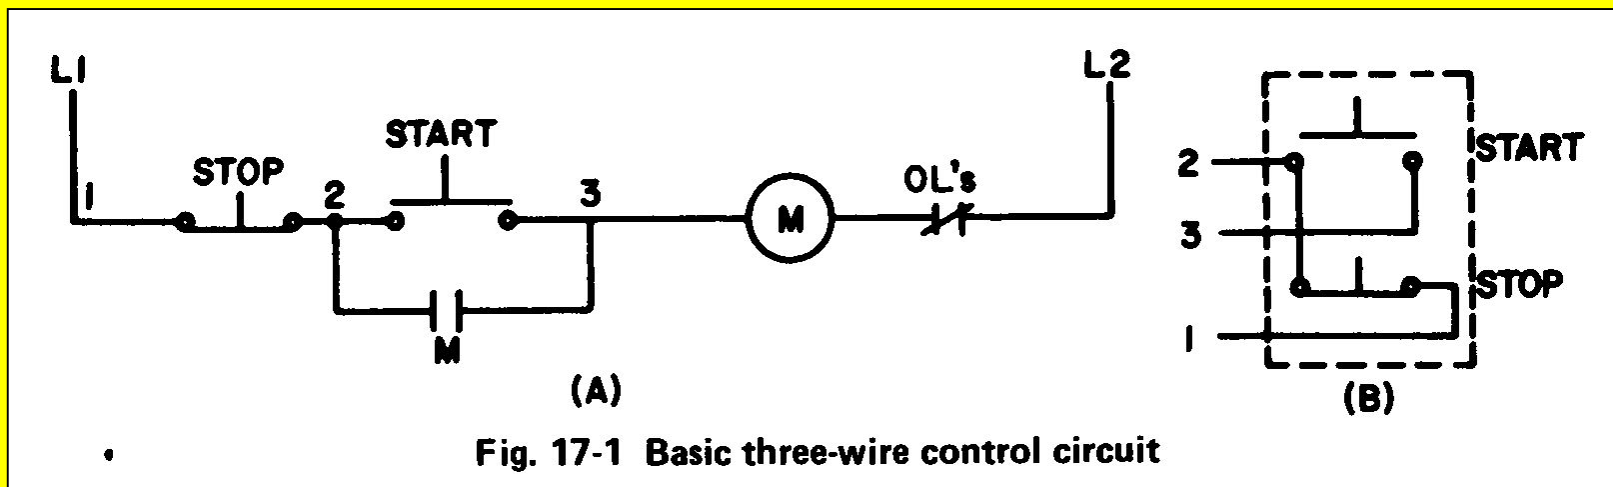 L1
L2
START
STOP
OL's
1
2
3
M
M
START
2
3
STOP
1
(A)
(B)
Fig. 17-1 Basic three-wire control circuit